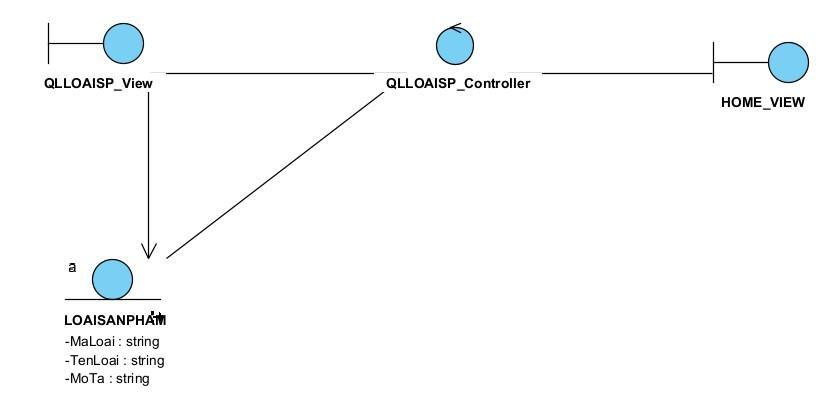 QLLOAISP_View
QLLOAISP_Controller
HOME_VIEW
a
LOAISANPHAM
-MaLoai : string
-TenLoai : string
-MoTa : string